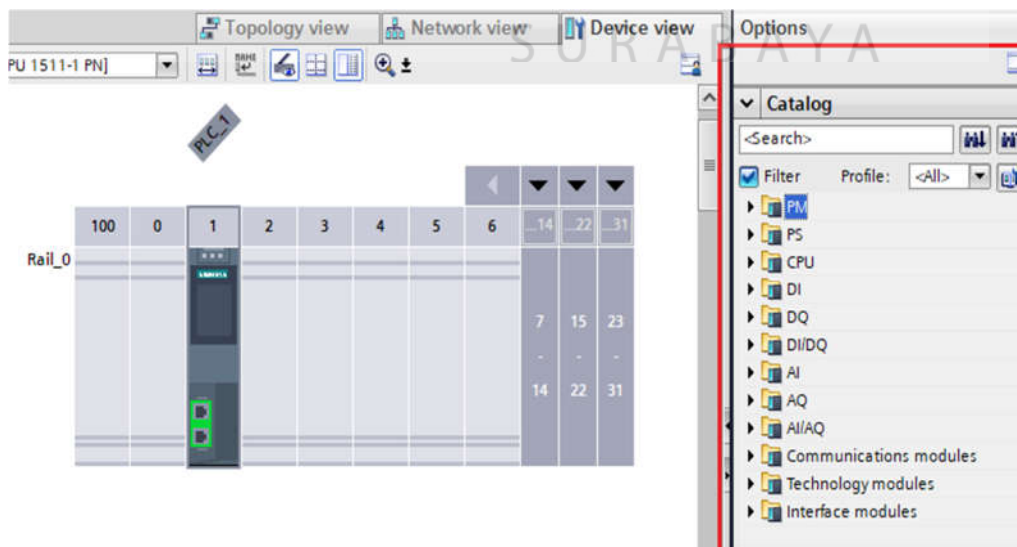 Topology view Network view Device view Options
SURABAYA
PU 1511-1 PN]
Catalog
PLC_1
<Search>
Filter Profile: <All>
PM
100 0 1 2 3 4 5 6 ...14 ...22 ...31
PS
Rail_0
CPU
SIEMENS
DI
DQ
7 15 23
- - -
14 22 31
DI/DQ
AI
AQ
AI/AQ
Communications modules
Technology modules
Interface modules